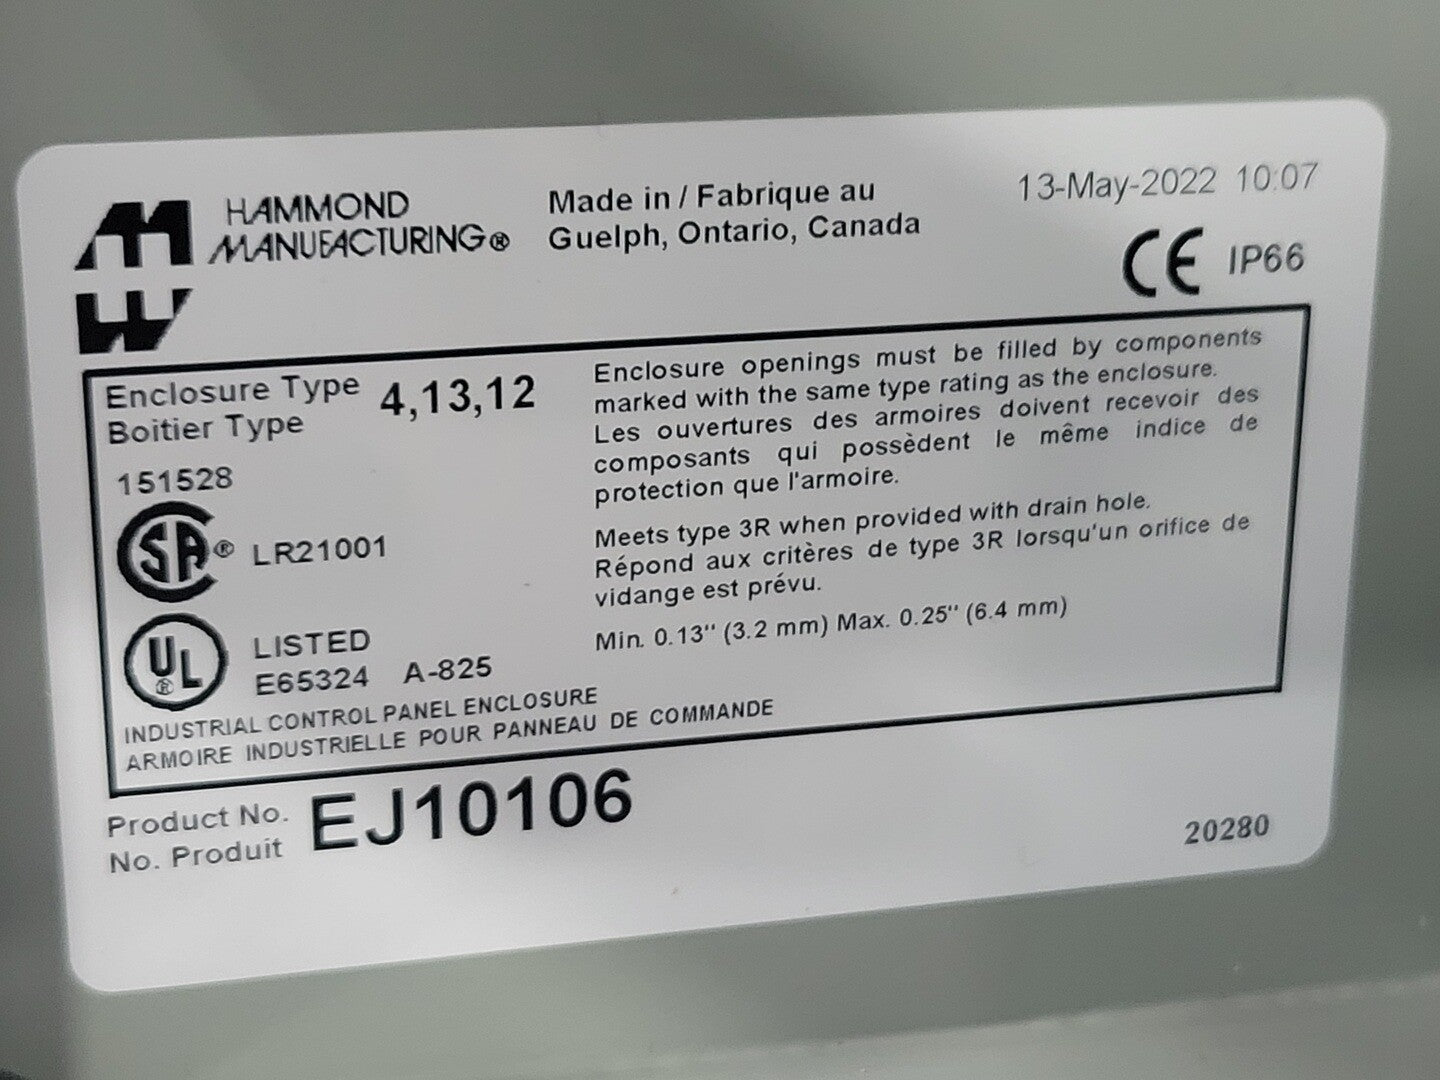 HAMMOND
MANUFACTURING®
Made in / Fabrique au
Guelph, Ontario, Canada
13-May-2022 10:07
CE IP66
Enclosure Type 4,13,12
Boitier Type
151528
SA® LR21001
UL® LISTED
E65324 A-825
INDUSTRIAL CONTROL PANEL ENCLOSURE
ARMOIRE INDUSTRIELLE POUR PANNEAU DE COMMANDE
Enclosure openings must be filled by components
marked with the same type rating as the enclosure.
Les ouvertures des armoires doivent recevoir des
composants qui possèdent le même indice de
protection que l'armoire.
Meets type 3R when provided with drain hole.
Répond aux critères de type 3R lorsqu'un orifice de
vidange est prévu.
Min. 0.13" (3.2 mm) Max. 0.25" (6.4 mm)
Product No. EJ10106
No. Produit
20280